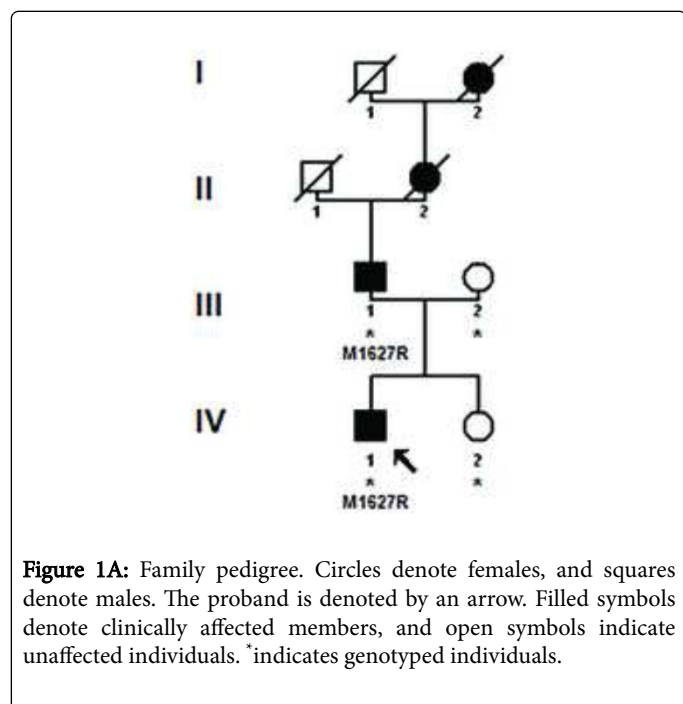 I
1 2
II
1 2
III
1 2
* *
M1627R
IV
1 2
* *
M1627R
Figure 1A: Family pedigree. Circles denote females, and squares
denote males. The proband is denoted by an arrow. Filled symbols
denote clinically affected members, and open symbols indicate
unaffected individuals. *indicates genotyped individuals.